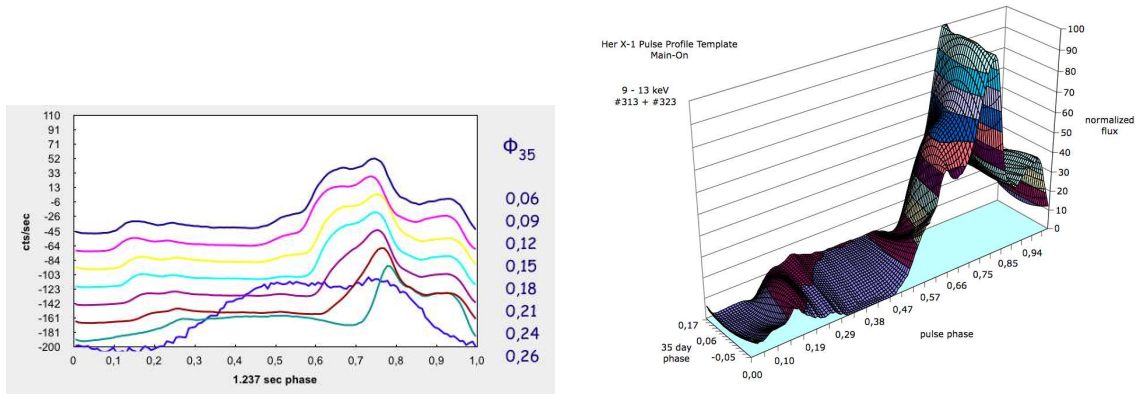 110
91
71
52
33
13
-6
-26
-45
-64
-84
-103
-123
-142
-161
-181
-200
cts/sec
0 0,1 0,2 0,3 0,4 0,5 0,6 0,7 0,8 0,9 1,0
1.237 sec phase
Φ35
0,06
0,09
0,12
0,15
0,18
0,21
0,24
0,26
Her X-1 Pulse Profile Template
Main-On
9 - 13 keV
#313 + #323
100
90
80
70
60
50
40
30
20
10
0
normalized
flux
0,17
0,06
-0,05
35 day
phase
0,00 0,10 0,19 0,29 0,38 0,47 0,57 0,66 0,75 0,85 0,94
pulse phase